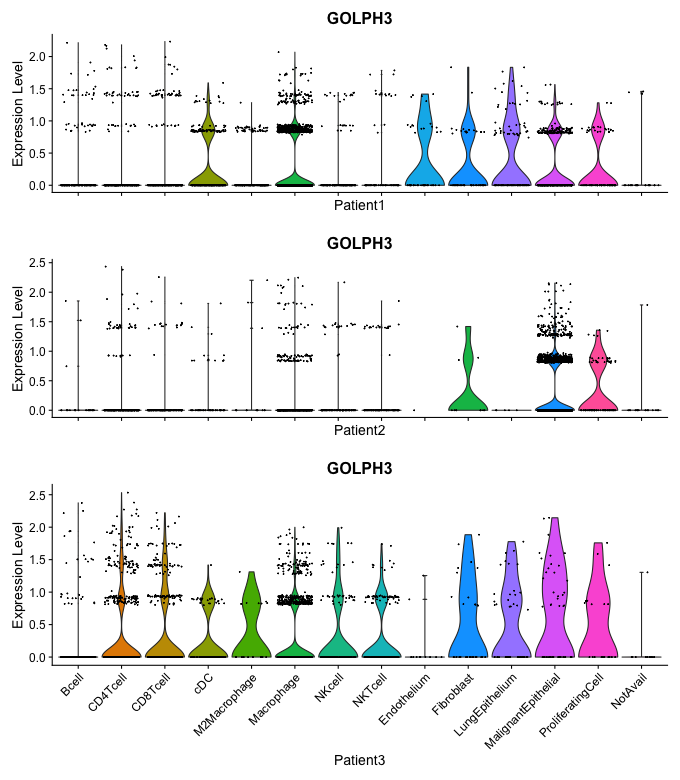 GOLPH3
Expression Level
2.0
1.5
1.0
0.5
0.0
Patient1
GOLPH3
Expression Level
2.5
2.0
1.5
1.0
0.5
0.0
Patient2
GOLPH3
Expression Level
2.5
2.0
1.5
1.0
0.5
0.0
Bcell
CD4Tcell
CD8Tcell
cDC
M2Macrophage
Macrophage
NKcell
NKTcell
Endothelium
Fibroblast
LungEpithelium
MalignantEpithelial
ProliferatingCell
NotAvail
Patient3